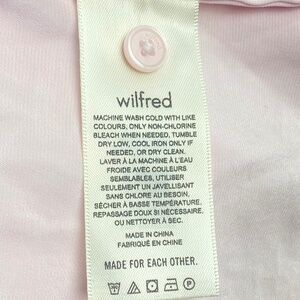 wilfred
MACHINE WASH COLD WITH LIKE
COLOURS, ONLY NON-CHLORINE
BLEACH WHEN NEEDED, TUMBLE
DRY LOW, COOL IRON ONLY IF
NEEDED, OR DRY CLEAN.
LAVER À LA MACHINE À L'EAU
FROIDE AVEC COULEURS
SEMBLABLES, UTILISER
SEULEMENT UN JAVELLISANT
SANS CHLORE AU BESOIN,
SÉCHER À BASSE TEMPÉRATURE.
REPASSAGE DOUX SI NÉCESSAIRE,
OU NETTOYER À SEC.
MADE IN CHINA
FABRIQUÉ EN CHINE
MADE FOR EACH OTHER.